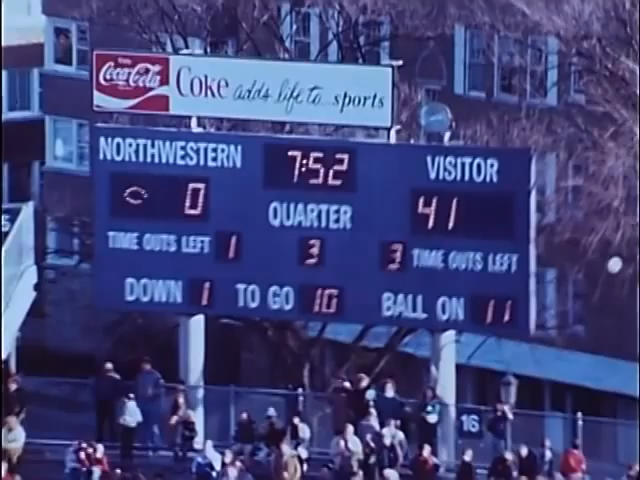 Enjoy
Coca-Cola
Coke adds life to... sports
NORTHWESTERN 7:52 VISITOR
0 QUARTER 41
TIME OUTS LEFT 1 3 3 TIME OUTS LEFT
DOWN 1 TO GO 10 BALL ON 11
16